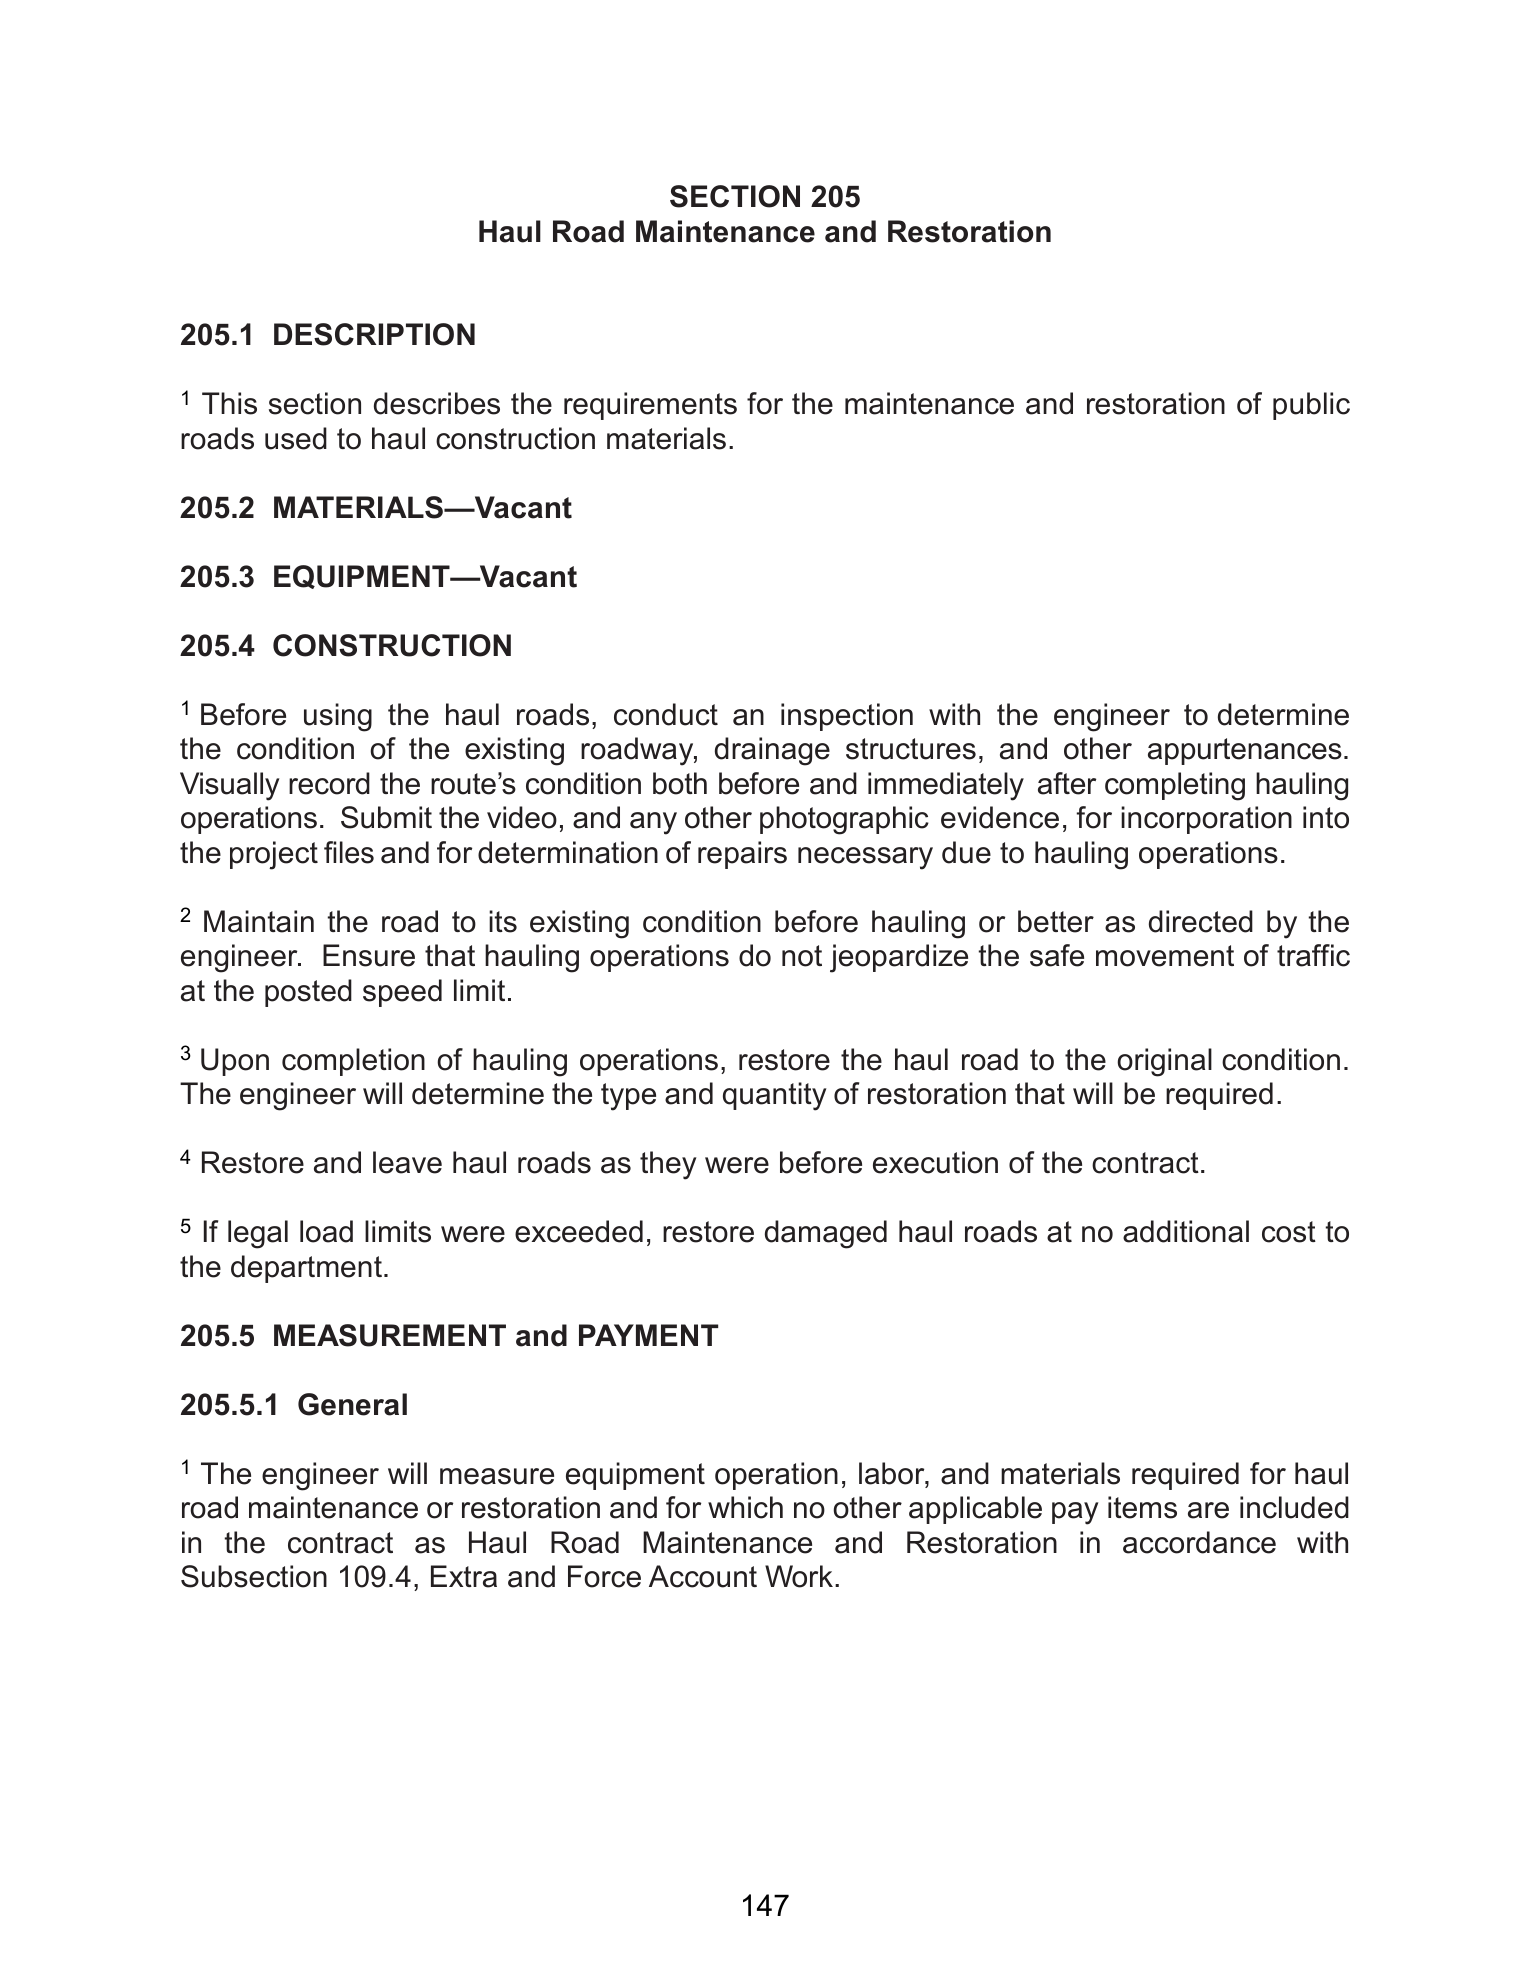 SECTION 205
Haul Road Maintenance and Restoration
205.1 DESCRIPTION
1 This section describes the requirements for the maintenance and restoration of public
roads used to haul construction materials.
205.2 MATERIALS—Vacant
205.3 EQUIPMENT—Vacant
205.4 CONSTRUCTION
1 Before using the haul roads, conduct an inspection with the engineer to determine
the condition of the existing roadway, drainage structures, and other appurtenances.
Visually record the route’s condition both before and immediately after completing hauling
operations. Submit the video, and any other photographic evidence, for incorporation into
the project files and for determination of repairs necessary due to hauling operations.
2 Maintain the road to its existing condition before hauling or better as directed by the
engineer. Ensure that hauling operations do not jeopardize the safe movement of traffic
at the posted speed limit.
3 Upon completion of hauling operations, restore the haul road to the original condition.
The engineer will determine the type and quantity of restoration that will be required.
4 Restore and leave haul roads as they were before execution of the contract.
5 If legal load limits were exceeded, restore damaged haul roads at no additional cost to
the department.
205.5 MEASUREMENT and PAYMENT
205.5.1 General
1 The engineer will measure equipment operation, labor, and materials required for haul
road maintenance or restoration and for which no other applicable pay items are included
in the contract as Haul Road Maintenance and Restoration in accordance with
Subsection 109.4, Extra and Force Account Work.
147